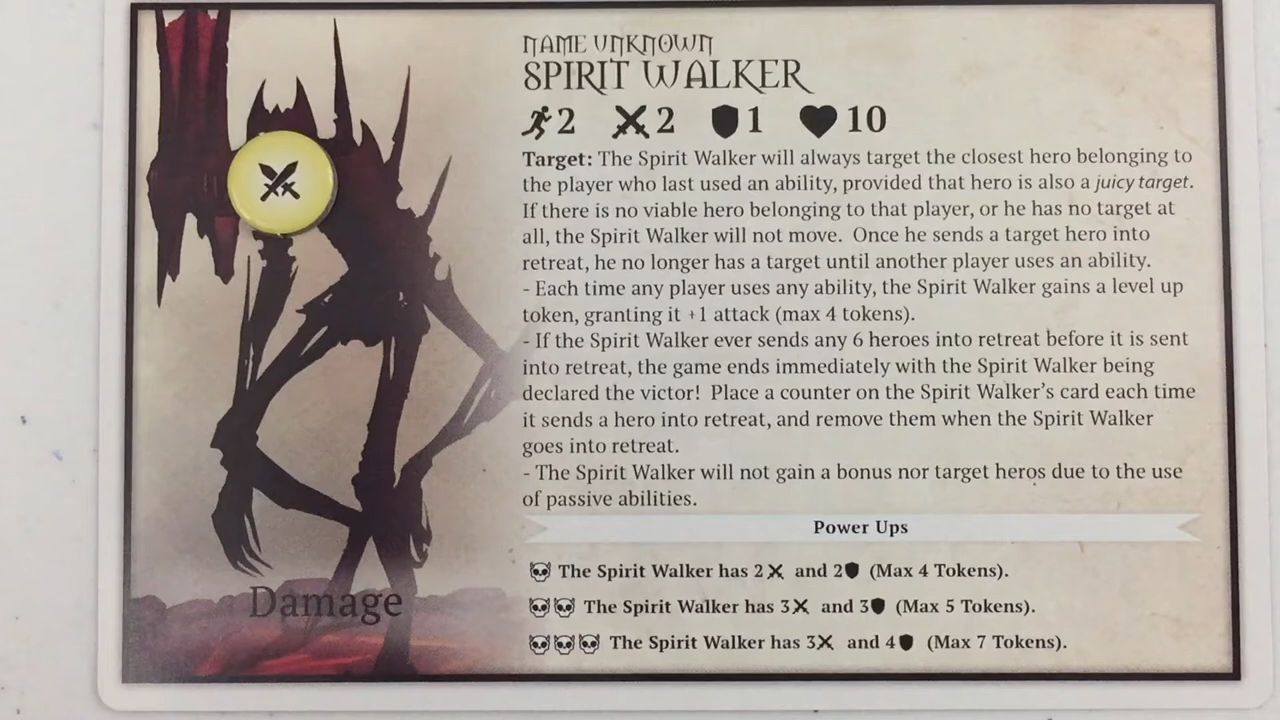 NAME UNKNOWN
SPIRIT WALKER
2 2 1 10
Target: The Spirit Walker will always target the closest hero belonging to
the player who last used an ability, provided that hero is also a juicy target.
If there is no viable hero belonging to that player, or he has no target at
all, the Spirit Walker will not move. Once he sends a target hero into
retreat, he no longer has a target until another player uses an ability.
- Each time any player uses any ability, the Spirit Walker gains a level up
token, granting it +1 attack (max 4 tokens).
- If the Spirit Walker ever sends any 6 heroes into retreat before it is sent
into retreat, the game ends immediately with the Spirit Walker being
declared the victor! Place a counter on the Spirit Walker's card each time
it sends a hero into retreat, and remove them when the Spirit Walker
goes into retreat.
- The Spirit Walker will not gain a bonus nor target heros due to the use
of passive abilities.
Power Ups
The Spirit Walker has 2 and 2 (Max 4 Tokens).
The Spirit Walker has 3 and 3 (Max 5 Tokens).
The Spirit Walker has 3 and 4 (Max 7 Tokens).
Damage